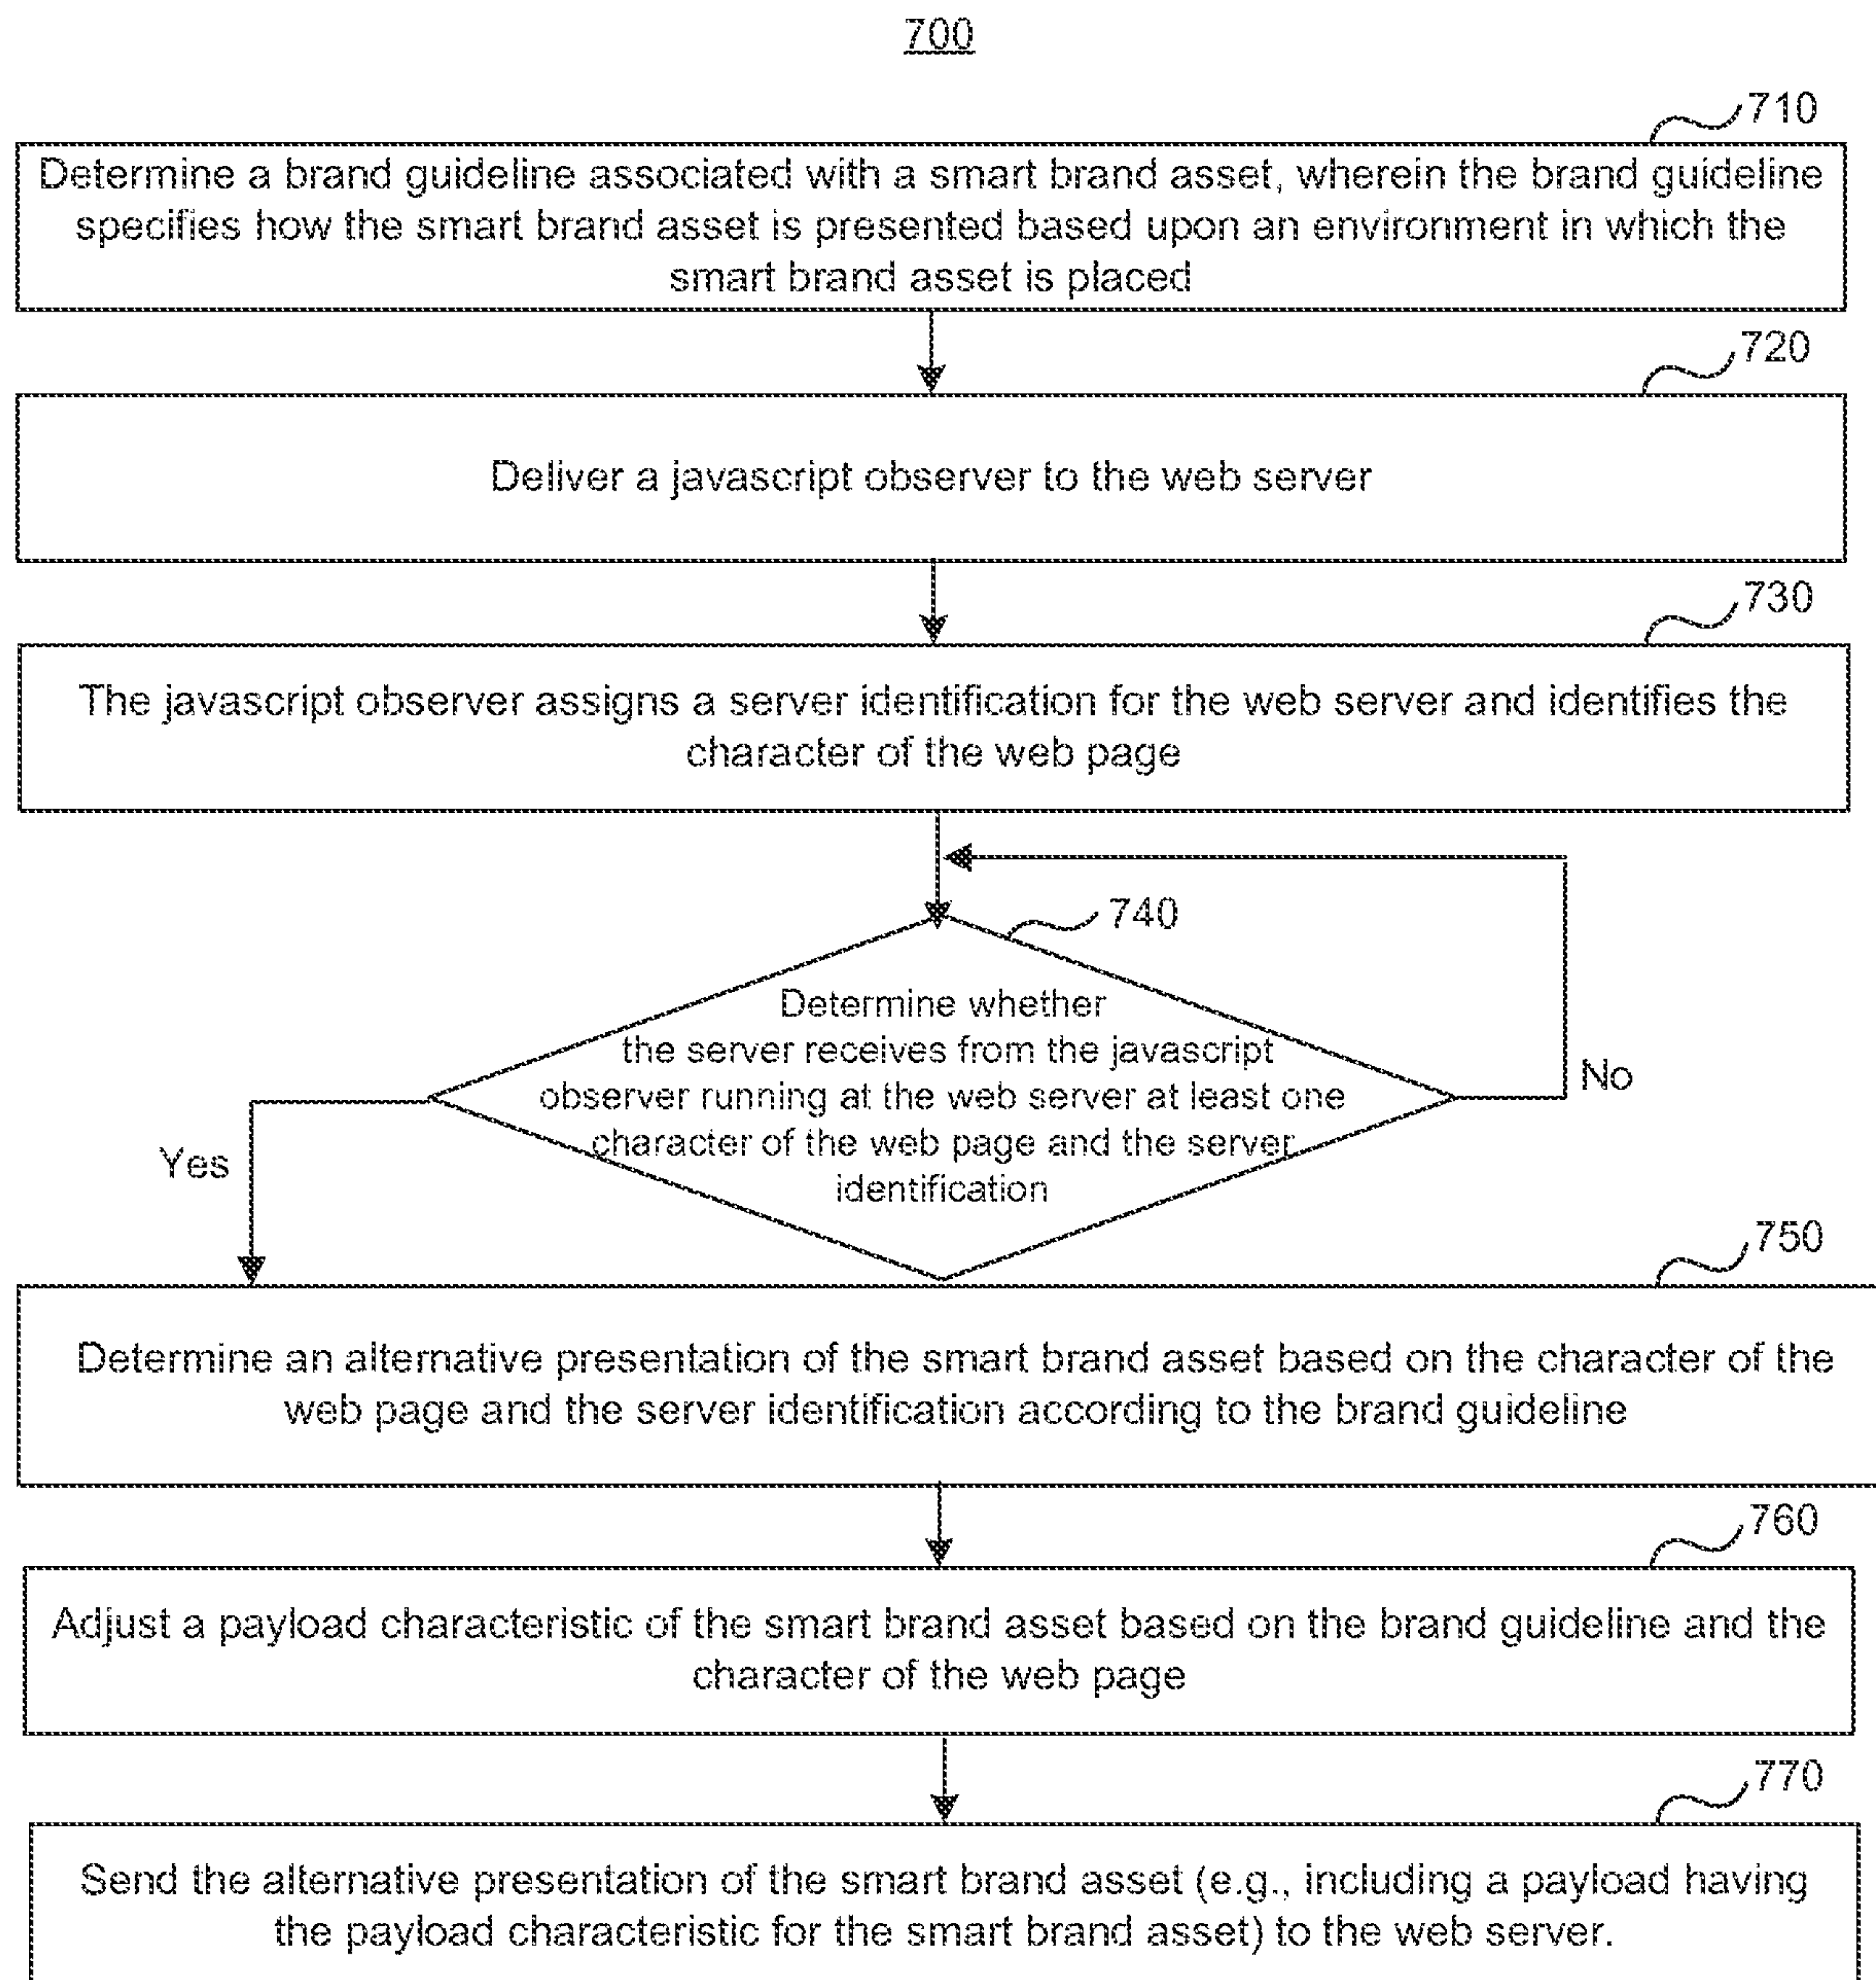 700
710
Determine a brand guideline associated with a smart brand asset, wherein the brand guideline
specifies how the smart brand asset is presented based upon an environment in which the
smart brand asset is placed
720
Deliver a javascript observer to the web server
730
The javascript observer assigns a server identification for the web server and identifies the
character of the web page
740
Determine whether
the server receives from the javascript
observer running at the web server at least one
character of the web page and the server
identification
No
Yes
750
Determine an alternative presentation of the smart brand asset based on the character of the
web page and the server identification according to the brand guideline
760
Adjust a payload characteristic of the smart brand asset based on the brand guideline and the
character of the web page
770
Send the alternative presentation of the smart brand asset (e.g., including a payload having
the payload characteristic for the smart brand asset) to the web server.